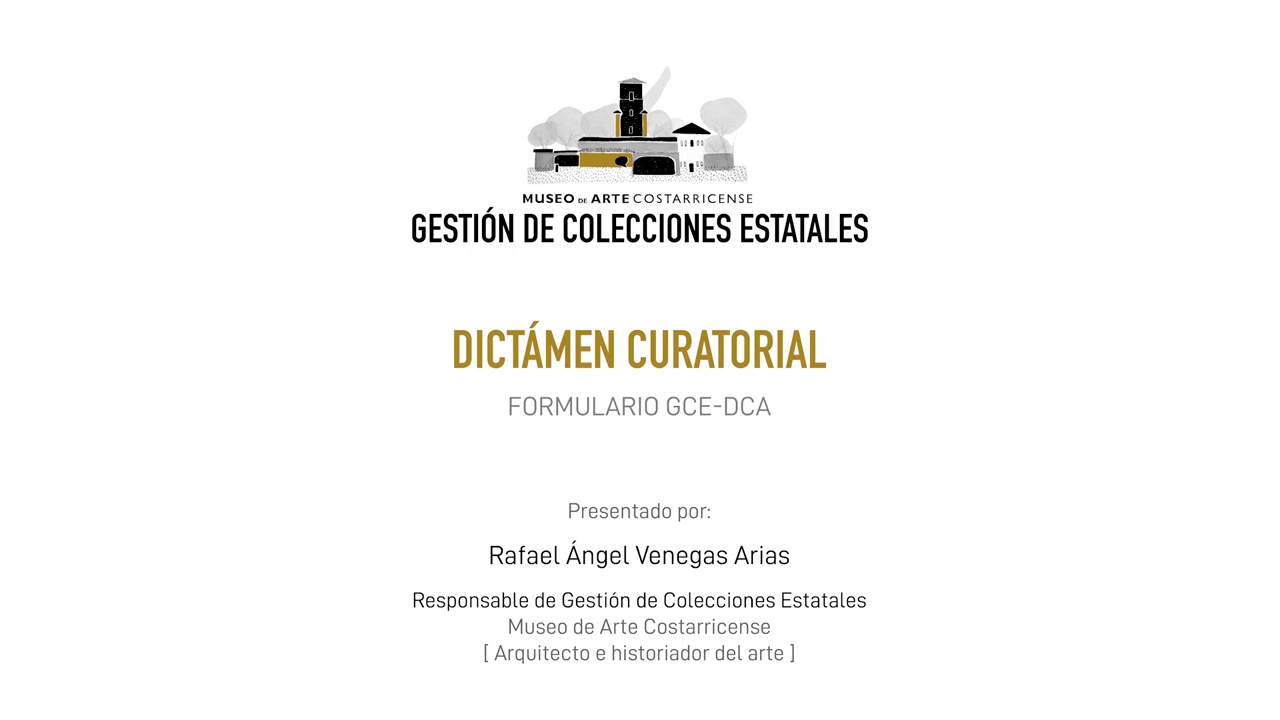 MUSEO DE ARTE COSTARRICENSE
GESTIÓN DE COLECCIONES ESTATALES
DICTÁMEN CURATORIAL
FORMULARIO GCE-DCA
Presentado por:
Rafael Ángel Venegas Arias
Responsable de Gestión de Colecciones Estatales
Museo de Arte Costarricense
[ Arquitecto e historiador del arte ]